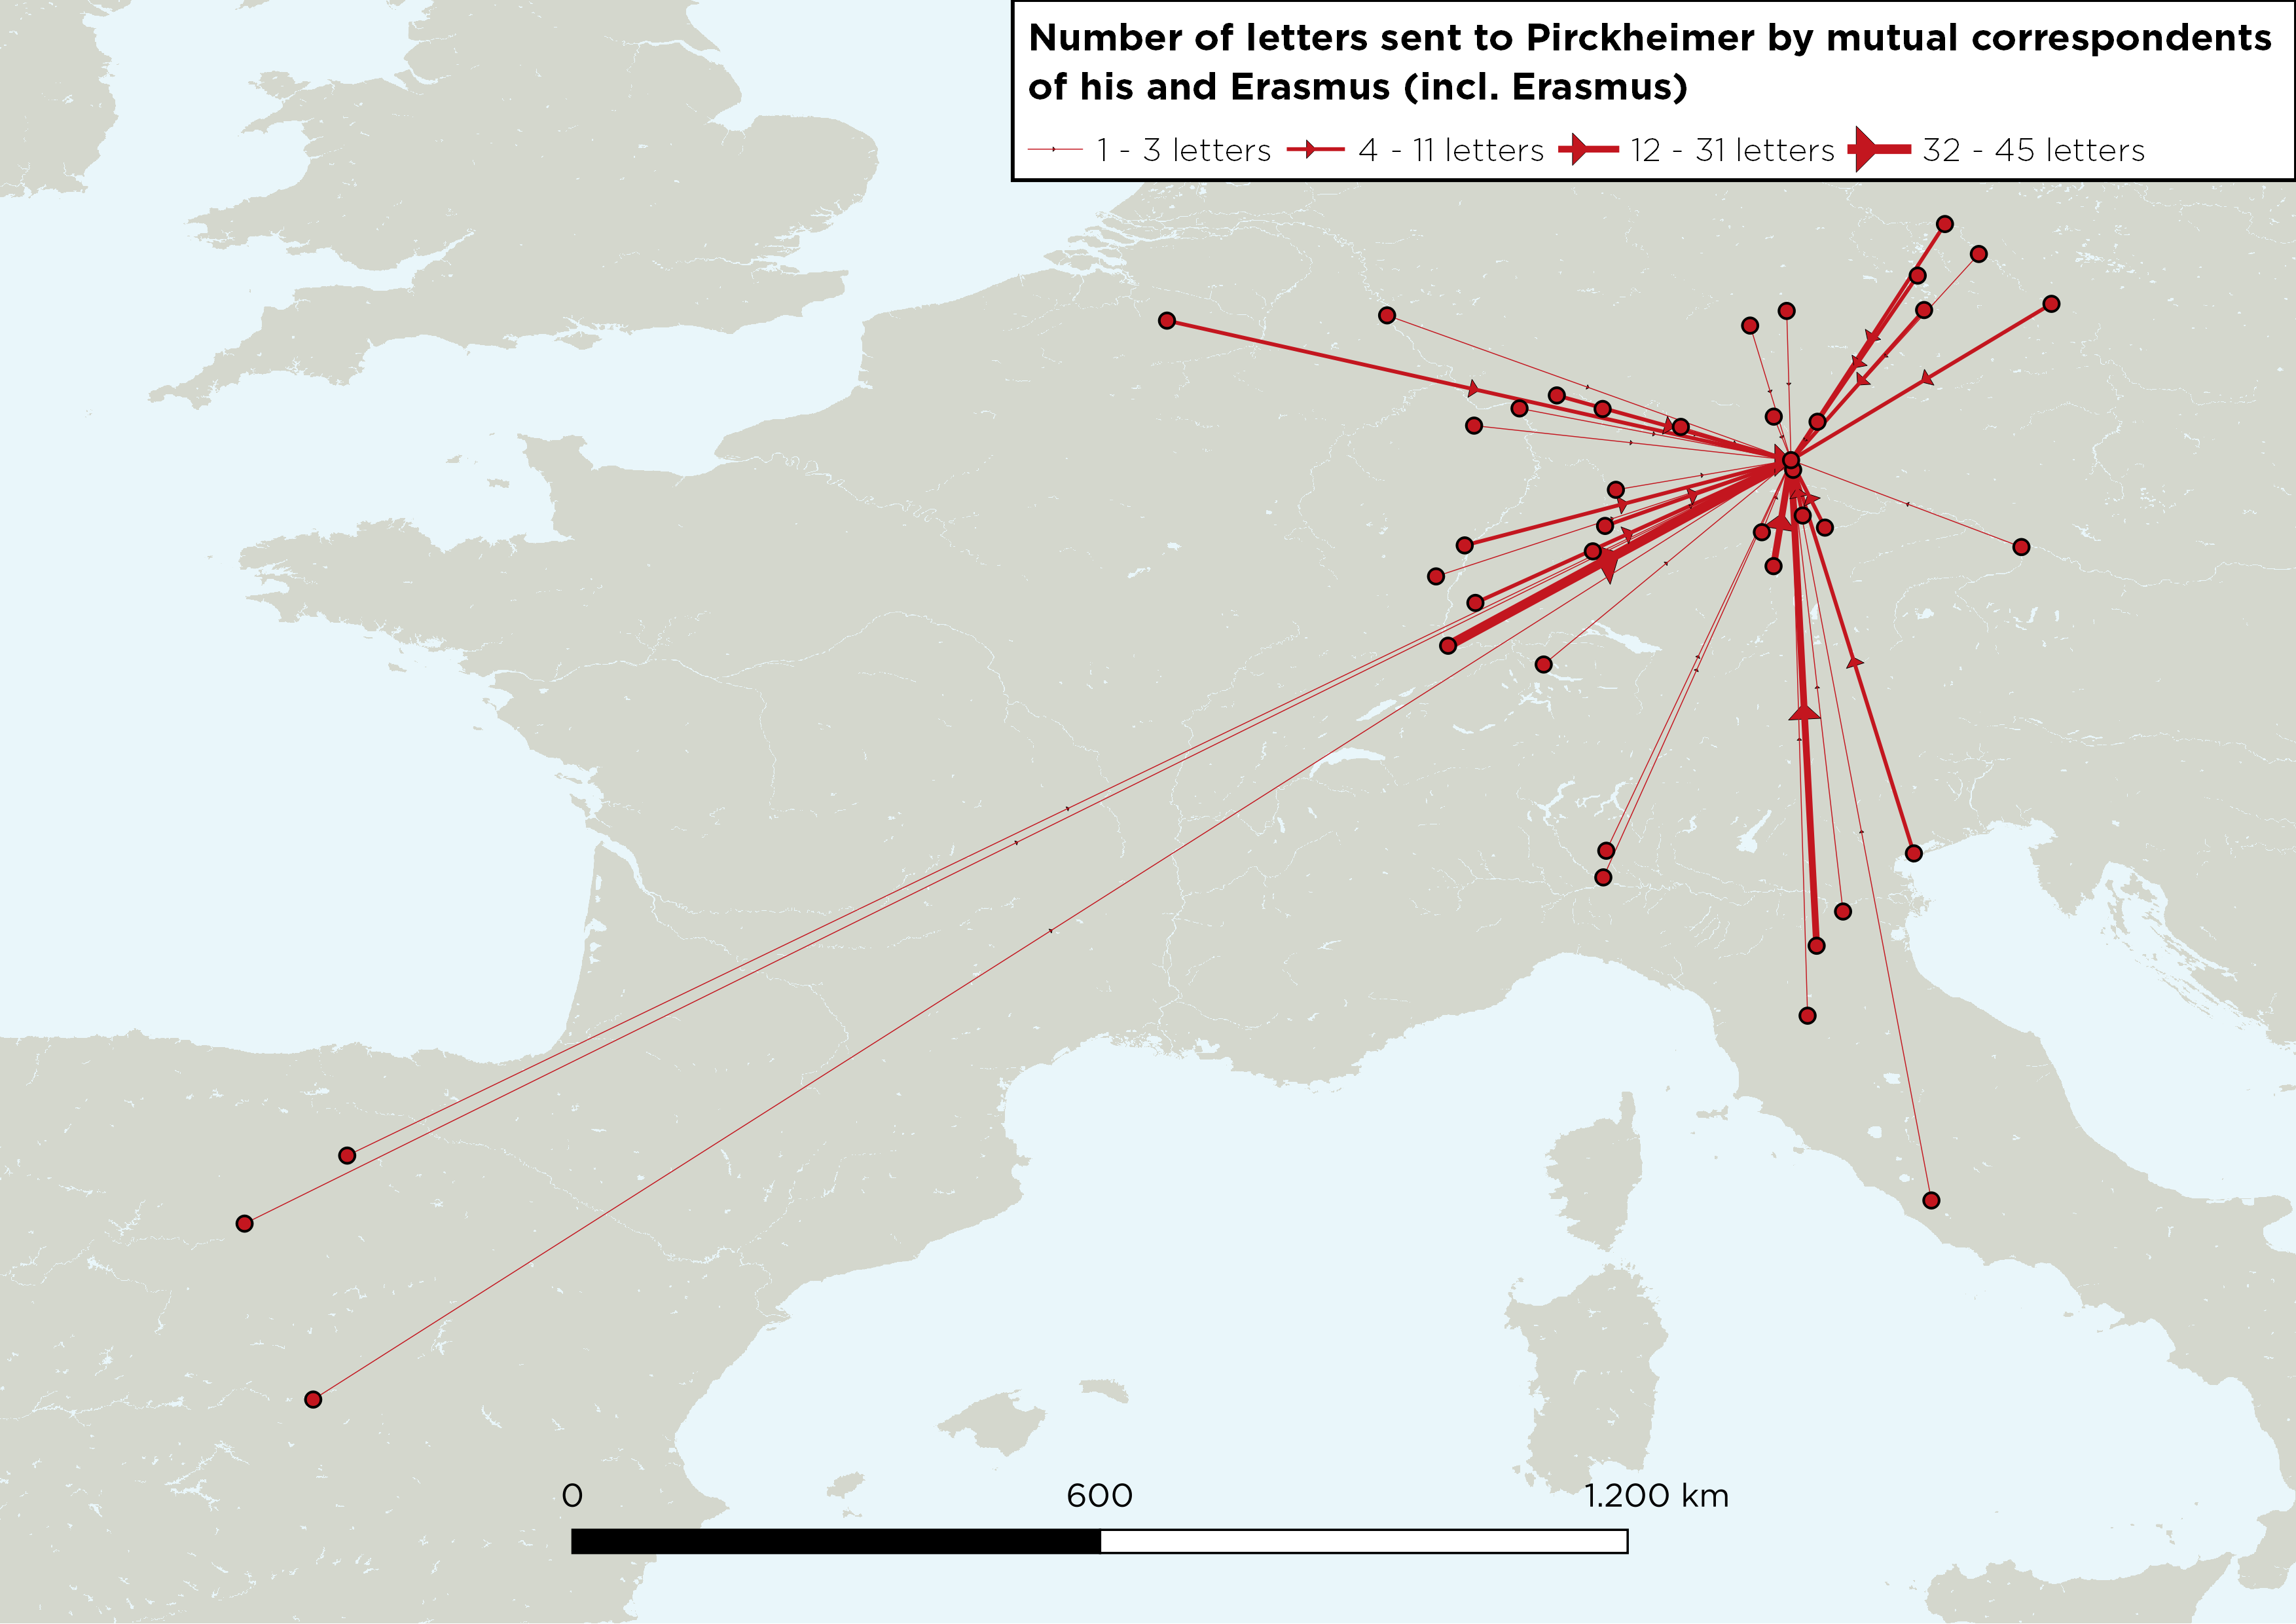 Number of letters sent to Pirckheimer by mutual correspondents
of his and Erasmus (incl. Erasmus)
1 - 3 letters 4 - 11 letters 12 - 31 letters 32 - 45 letters
0 600 1.200 km